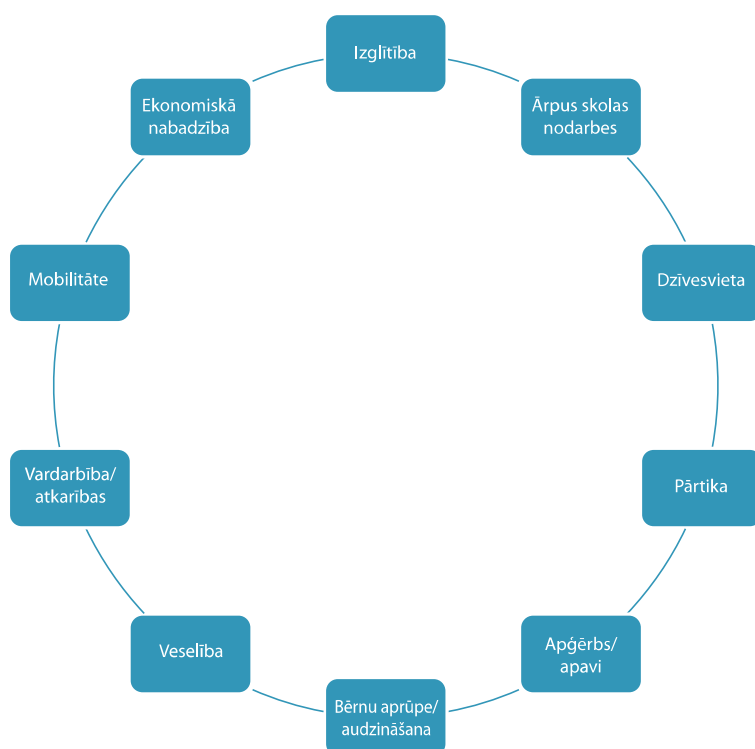 Izglītība
Ārpus skolas
nodarbes
Dzīvesvieta
Pārtika
Apģērbs/
apavi
Bērnu aprūpe/
audzināšana
Veselība
Vardarbība/
atkarības
Mobilitāte
Ekonomiskā
nabadzība